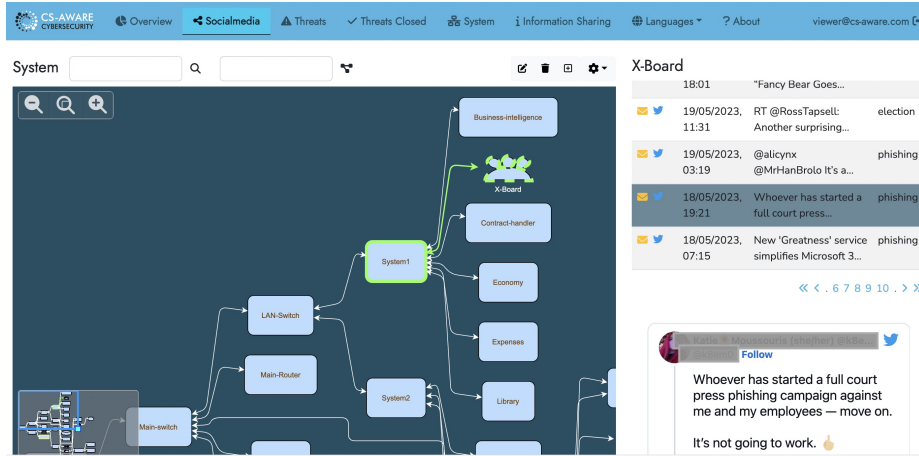 CS-AWARE
CYBERSECURITY
Overview
Socialmedia
Threats
Threats Closed
System
Information Sharing
Languages
? About
viewer@cs-aware.com
System
Business-intelligence
X-Board
Contract-handler
System1
Economy
LAN-Switch
Expenses
Main-Router
System2
Library
Main-switch
X-Board
18:01 "Fancy Bear Goes...
19/05/2023, RT @RossTapsell: election
11:31 Another surprising...
19/05/2023, @alicynx phishing
03:19 @MrHanBrolo It's a...
18/05/2023, Whoever has started a phishing
19:21 full court press...
18/05/2023, New 'Greatness' service phishing
07:15 simplifies Microsoft 3...
« < . 6 7 8 9 10 . > »
Katie Moussouris (she/her) @kBe...
Follow
Whoever has started a full court
press phishing campaign against
me and my employees — move on.
It's not going to work.